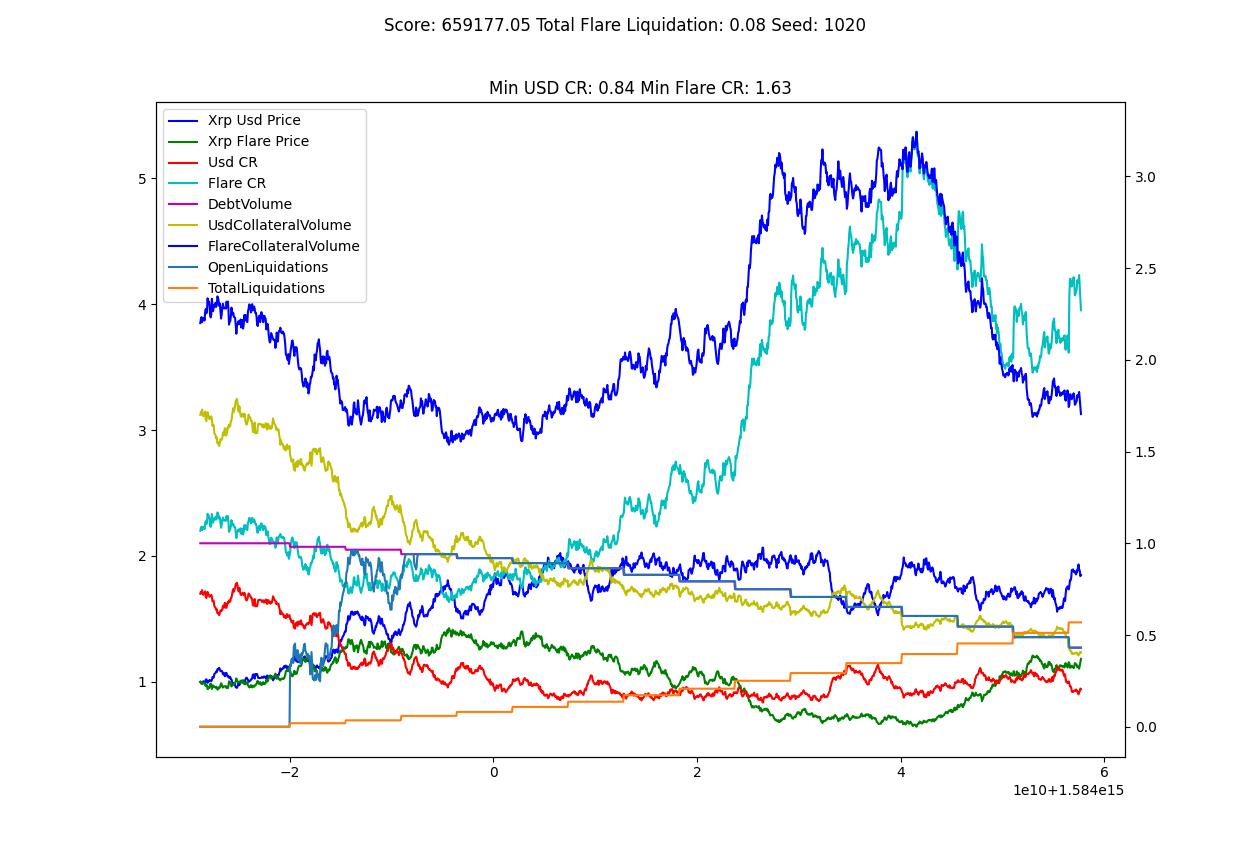 Score: 659177.05 Total Flare Liquidation: 0.08 Seed: 1020
Min USD CR: 0.84 Min Flare CR: 1.63
Xrp Usd Price
Xrp Flare Price
Usd CR
Flare CR
DebtVolume
UsdCollateralVolume
FlareCollateralVolume
OpenLiquidations
TotalLiquidations
5
4
3
2
1
3.0
2.5
2.0
1.5
1.0
0.5
0.0
−2
0
2
4
6
1e10+1.584e15